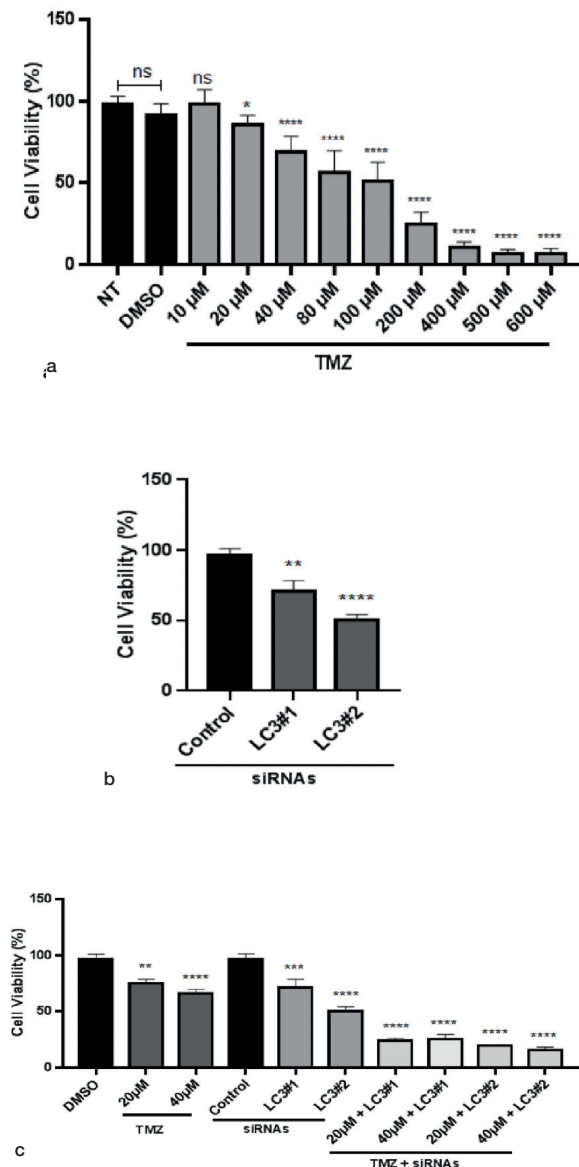 150
ns
ns
*
****
****
****
****
****
****
****
100
50
0
Cell Viability (%)
NT
DMSO
10 µM
20 µM
40 µM
80 µM
100 µM
200 µM
400 µM
500 µM
600 µM
TMZ
a
150
100
50
0
Cell Viability (%)
**
****
Control
LC3#1
LC3#2
siRNAs
b
150
100
50
0
Cell Viability (%)
**
****
***
****
****
****
****
****
DMSO
20µM
40µM
Control
LC3#1
LC3#2
20µM + LC3#1
40µM + LC3#1
20µM + LC3#2
40µM + LC3#2
TMZ
siRNAs
TMZ + siRNAs
c